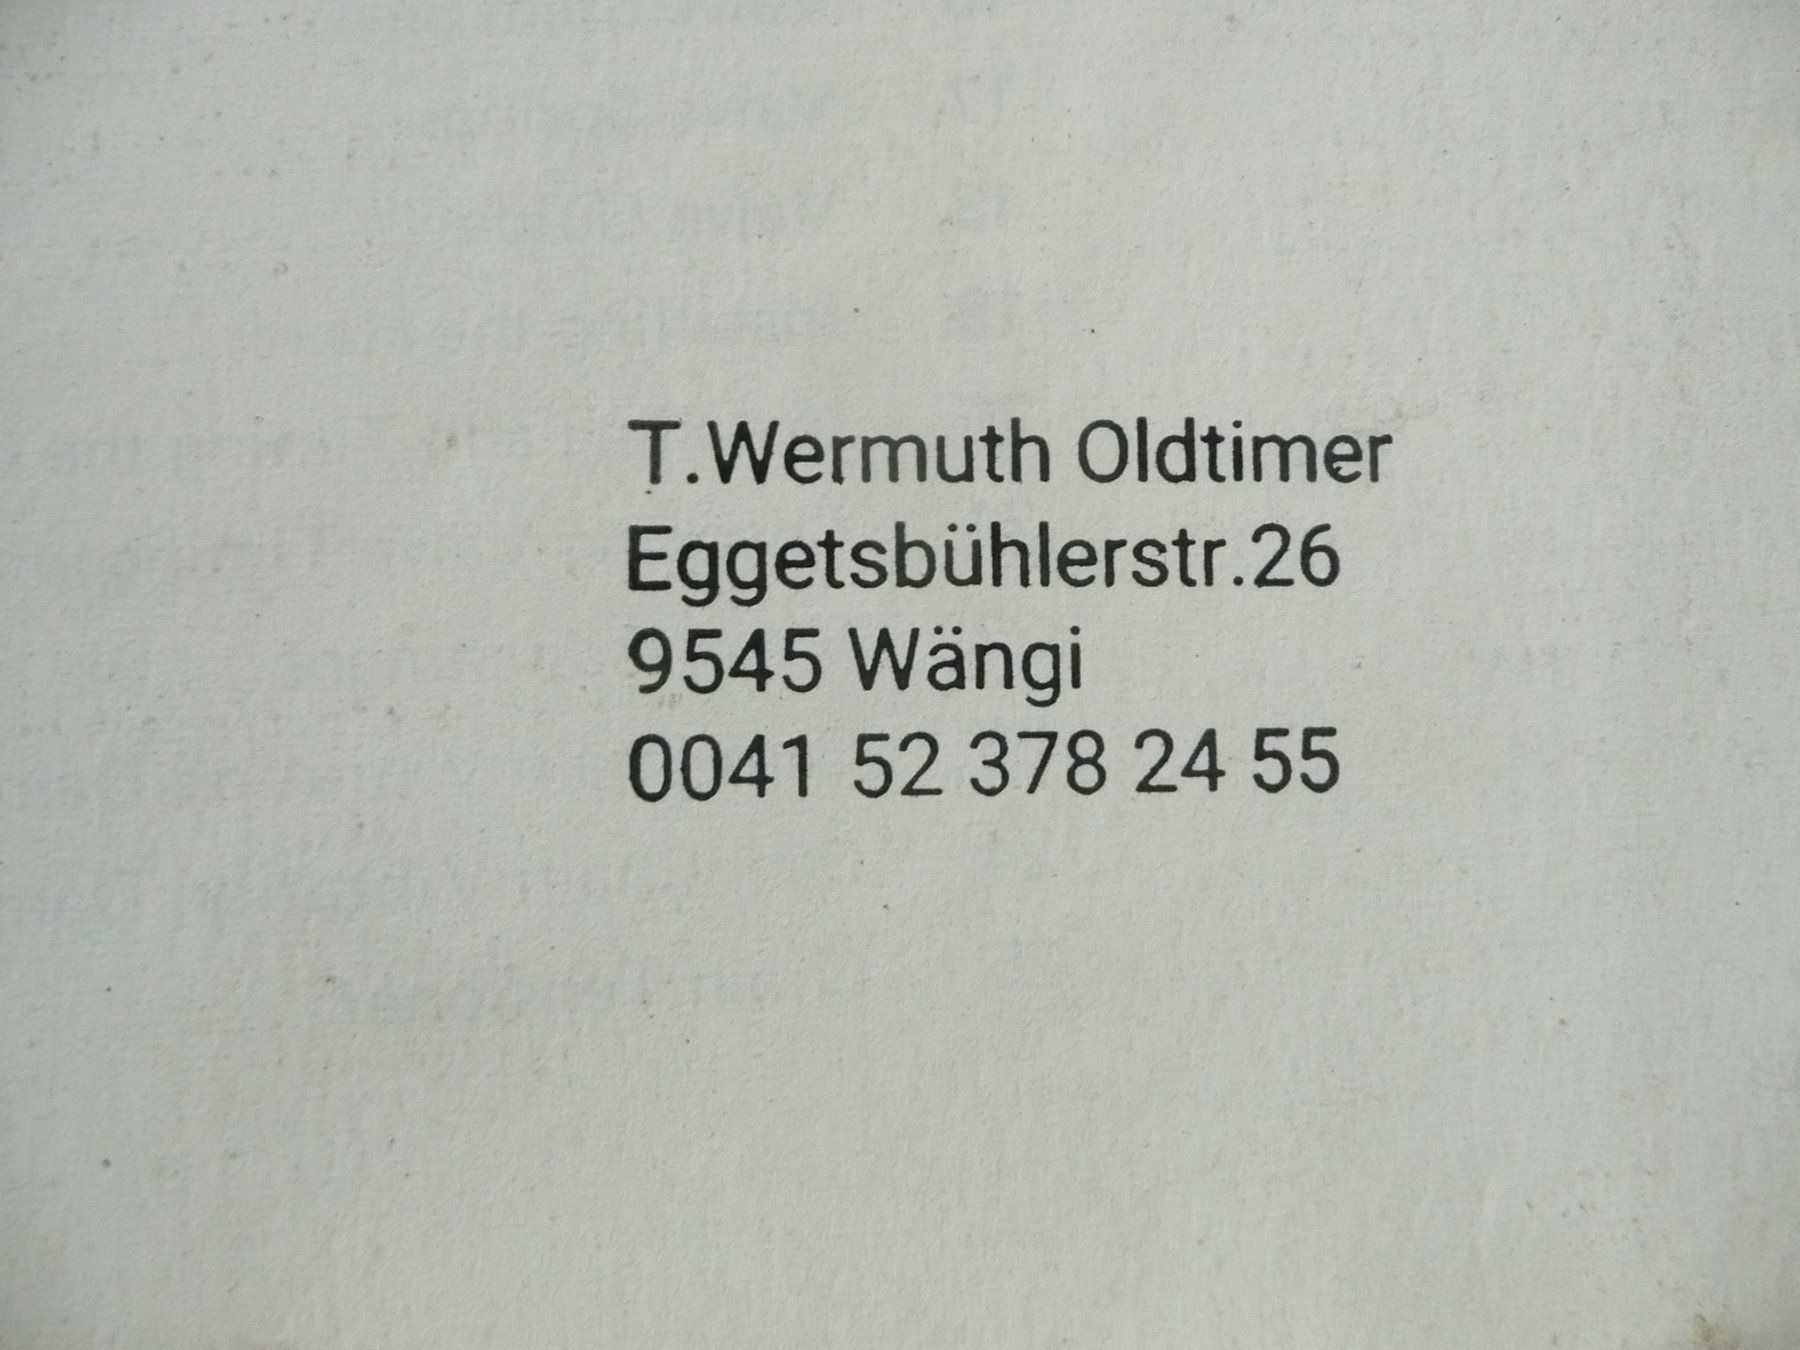 T.Wermuth Oldtimer
Eggetsbühlerstr.26
9545 Wängi
0041 52 378 24 55